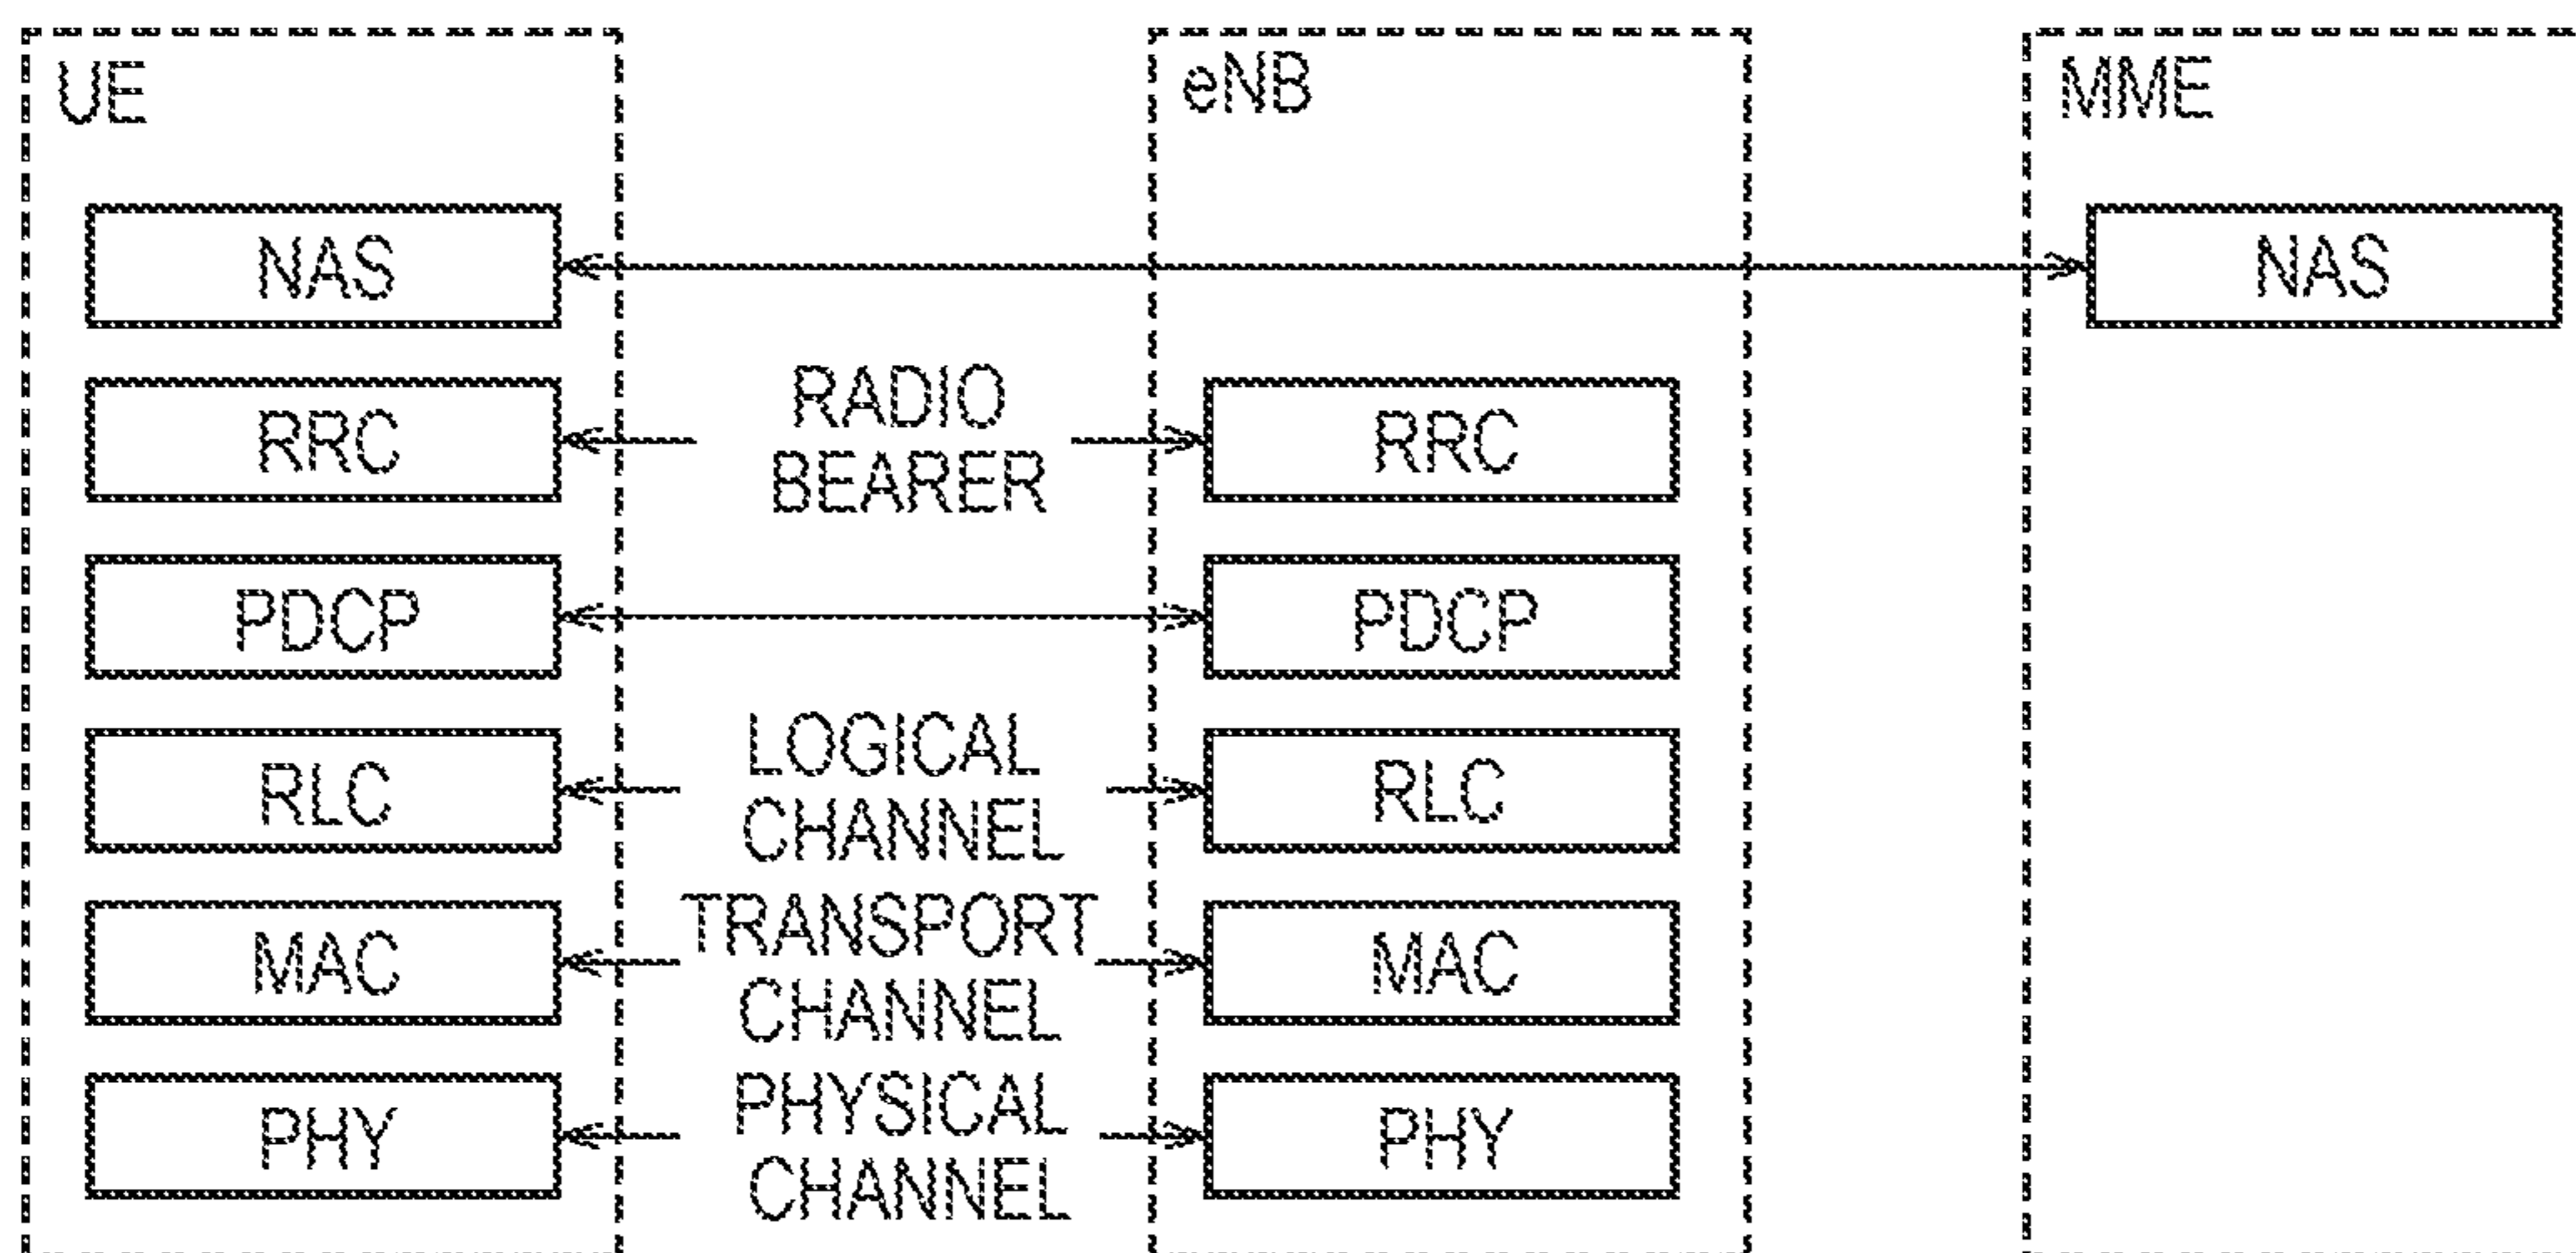 UE
eNB
MME
NAS
NAS
RRC
RADIO
BEARER
RRC
PDCP
PDCP
RLC
LOGICAL
CHANNEL
RLC
MAC
TRANSPORT
CHANNEL
MAC
PHY
PHYSICAL
CHANNEL
PHY